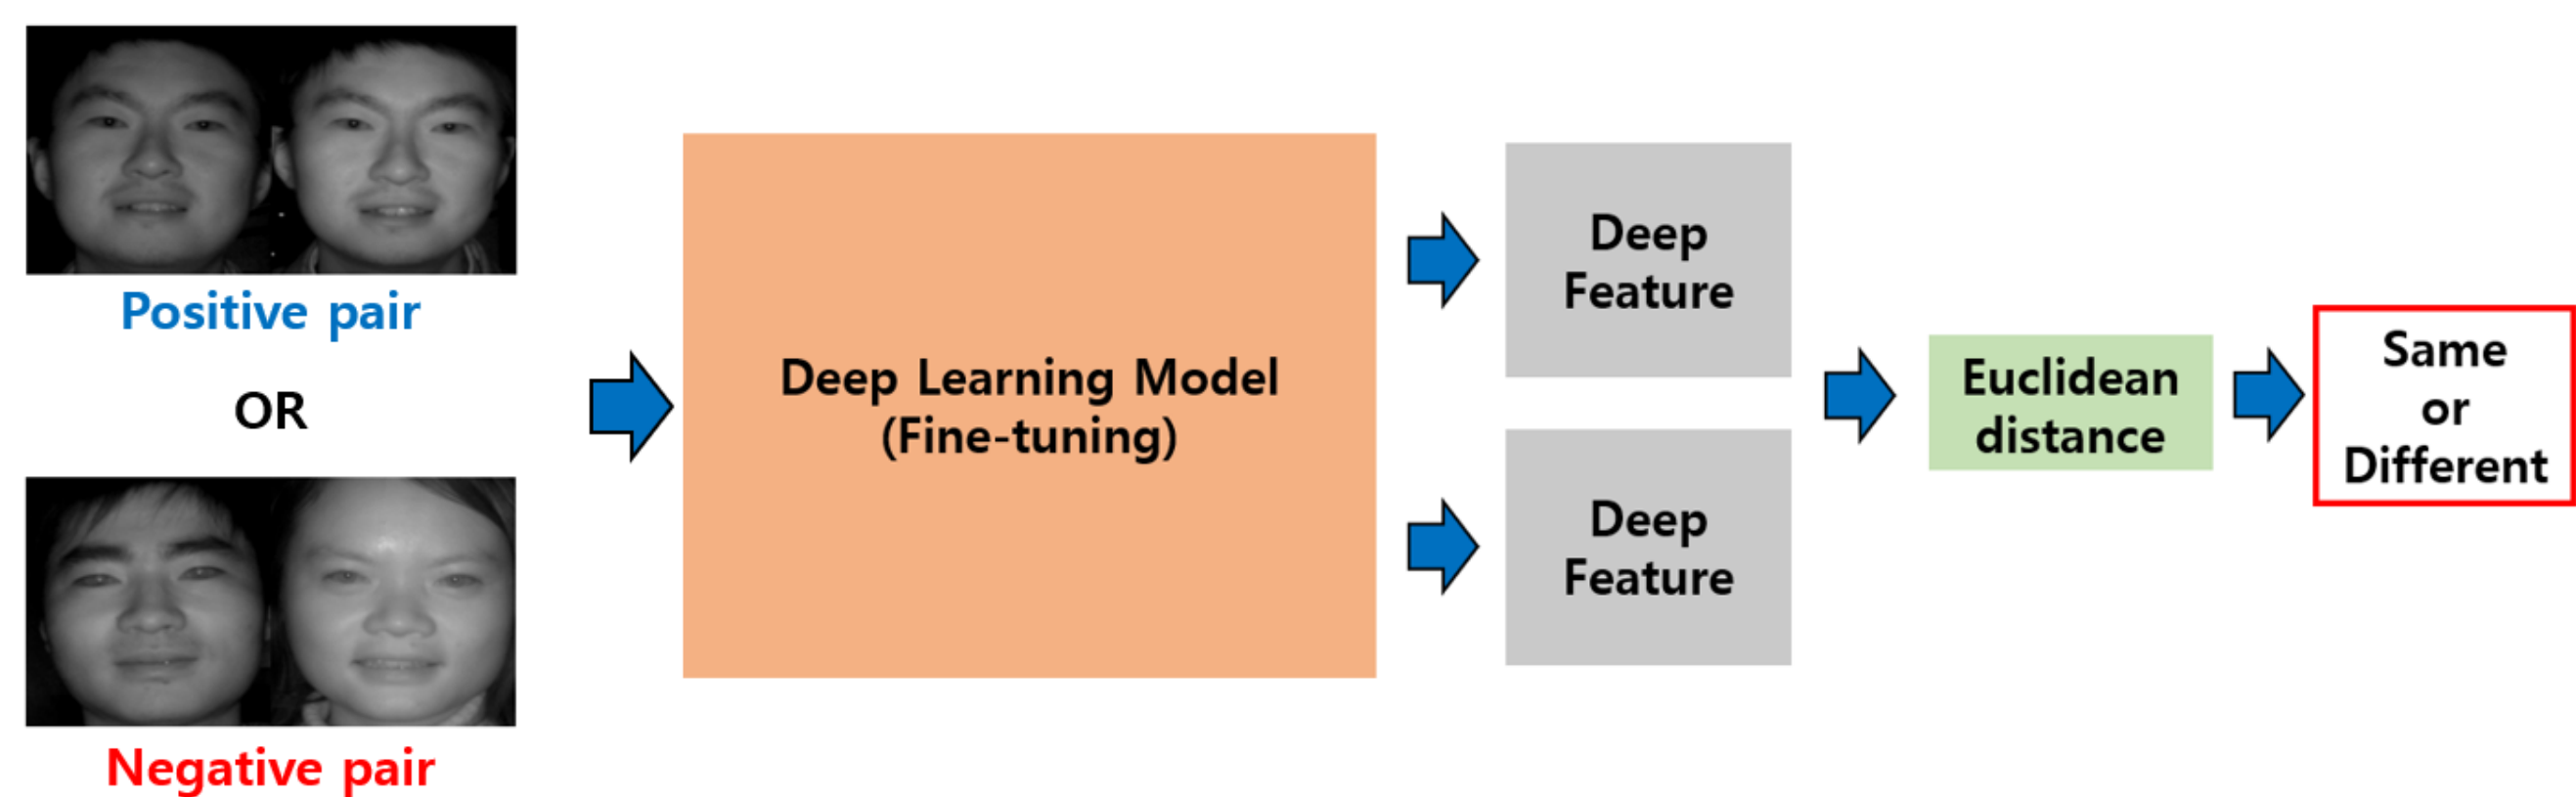 Positive pair
OR
Negative pair
Deep Learning Model
(Fine-tuning)
Deep
Feature
Deep
Feature
Euclidean
distance
Same
or
Different